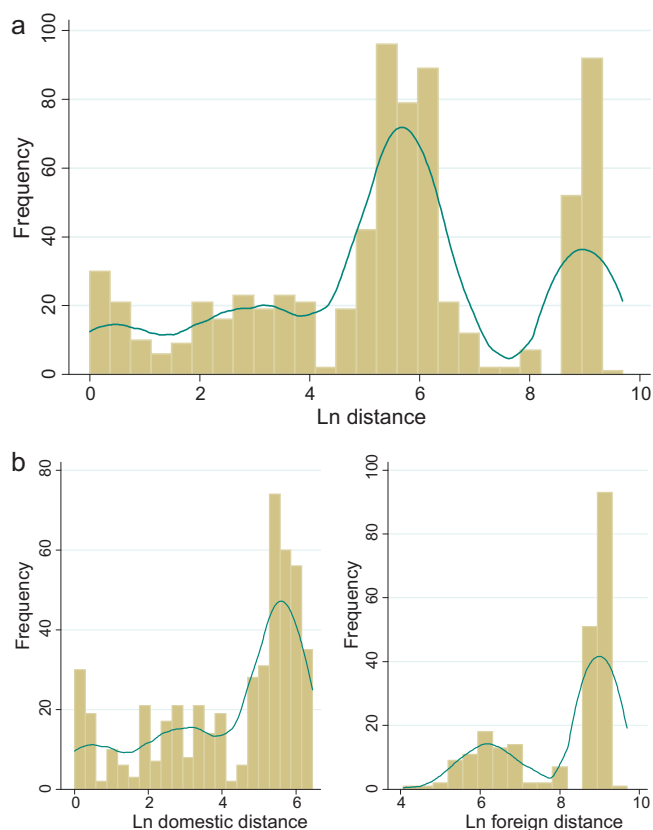 a
Frequency
0 20 40 60 80 100
0 2 4 6 8 10
Ln distance
b
Frequency
0 20 40 60 80
0 2 4 6
Ln domestic distance
Frequency
0 20 40 60 80 100
4 6 8 10
Ln foreign distance